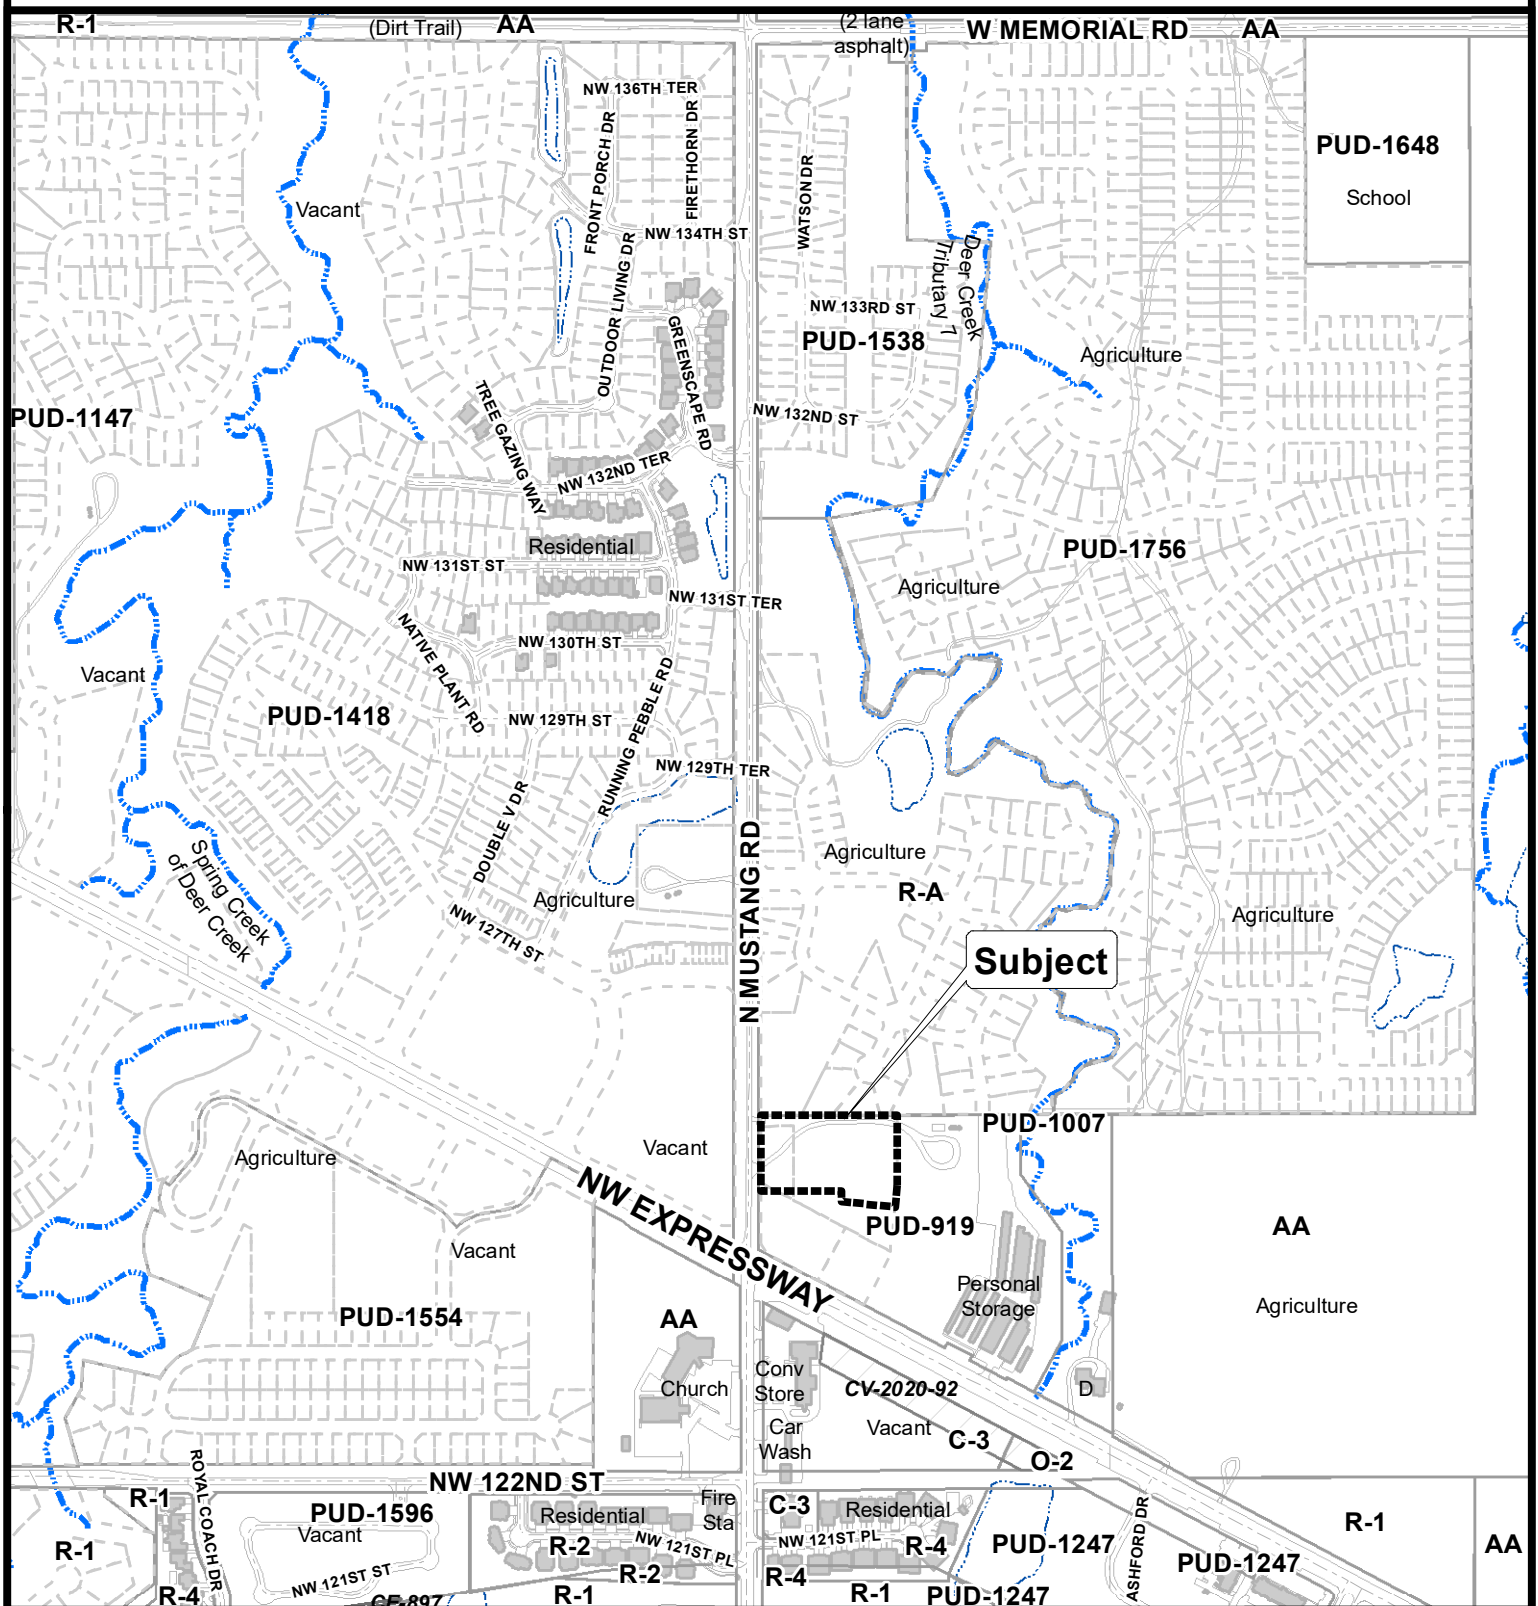 R-1
(Dirt Trail)
AA
(2 lane
asphalt)
W MEMORIAL RD
AA
NW 136TH TER
FRONT PORCH DR
FIRETHORN DR
WATSON DR
PUD-1648
School
Vacant
NW 134TH ST
OUTDOOR LIVING DR
Deer Creek
Tributary 7
NW 133RD ST
PUD-1538
GREENSCAPE RD
Agriculture
TREE GAZING WAY
PUD-1147
NW 132ND ST
NW 132ND TER
Residential
PUD-1756
NW 131ST ST
Agriculture
NW 131ST TER
NATIVE PLANT RD
NW 130TH ST
Vacant
RUNNING PEBBLE RD
PUD-1418
NW 129TH ST
NW 129TH TER
DOUBLE V DR
N MUSTANG RD
Spring Creek
of Deer Creek
Agriculture
R-A
Agriculture
Agriculture
NW 127TH ST
Subject
PUD-1007
Vacant
Agriculture
NW EXPRESSWAY
PUD-919
AA
Vacant
Personal
Storage
Agriculture
PUD-1554
AA
Church
Conv
Store
CV-2020-92
D
Car
Wash
Vacant
C-3
O-2
NW 122ND ST
ROYAL COACH DR
R-1
PUD-1596
Vacant
Residential
Fire
Sta
C-3
Residential
ASHFORD DR
R-1
R-1
NW 121ST ST
R-2
NW 121ST PL
NW 121ST PL
R-4
PUD-1247
AA
PUD-1247
R-2
R-4
R-4
CE-897
R-1
R-1
PUD-1247